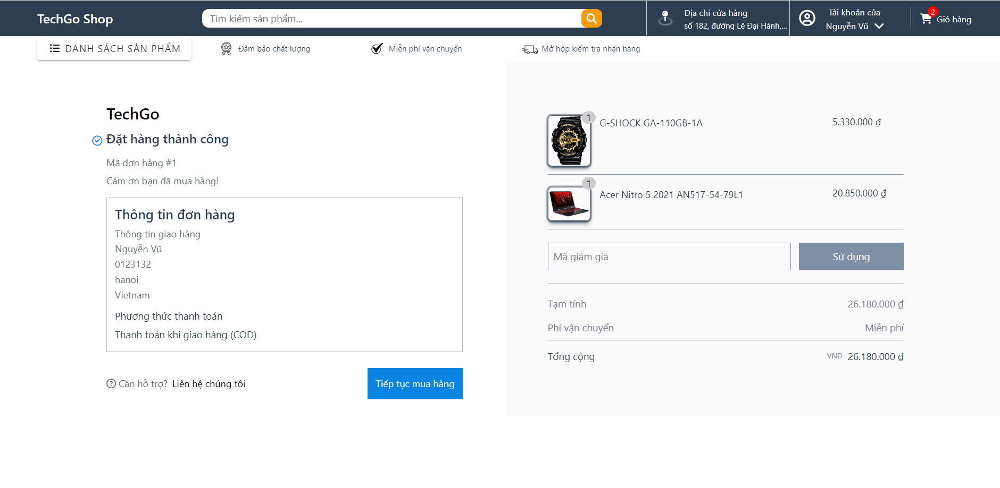 TechGo Shop
Tìm kiếm sản phẩm...
Địa chỉ cửa hàng
số 182, đường Lê Đại Hành,...
Tài khoản của
Nguyễn Vũ
2
Giỏ hàng
DANH SÁCH SẢN PHẨM
Đảm bảo chất lượng
Miễn phí vận chuyển
Mở hộp kiểm tra nhận hàng
TechGo
Đặt hàng thành công
Mã đơn hàng #1
Cám ơn bạn đã mua hàng!
Thông tin đơn hàng
Thông tin giao hàng
Nguyễn Vũ
0123132
hanoi
Vietnam
Phương thức thanh toán
Thanh toán khi giao hàng (COD)
Cần hỗ trợ? Liên hệ chúng tôi
Tiếp tục mua hàng
1
G-SHOCK GA-110GB-1A
5.330.000 ₫
1
Acer Nitro 5 2021 AN517-54-79L1
20.850.000 ₫
Mã giảm giá
Sử dụng
Tạm tính
26.180.000 ₫
Phí vận chuyển
Miễn phí
Tổng cộng
VND 26.180.000 ₫